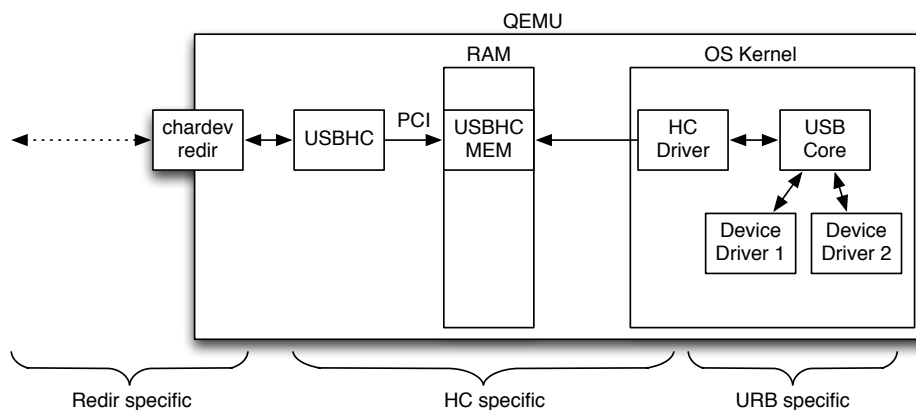 QEMU
RAM
OS Kernel
chardev
redir
USBHC
PCI
USBHC
MEM
HC
Driver
USB
Core
Device
Driver 1
Device
Driver 2
Redir specific
HC specific
URB specific